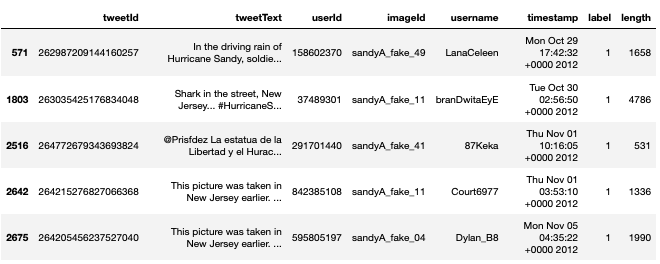 tweetId tweetText userId imageId username timestamp label length
571 262987209144160257 In the driving rain of Hurricane Sandy, soldie... 158602370 sandyA_fake_49 LanaCeleen Mon Oct 29 17:42:32 +0000 2012 1 1658
1803 263035425176834048 Shark in the street, New Jersey... #HurricaneS... 37489301 sandyA_fake_11 branDwitaEyE Tue Oct 30 02:56:50 +0000 2012 1 4786
2516 264772679343693824 @Prisfdez La estatua de la Libertad y el Hurac... 291701440 sandyA_fake_41 87Keka Thu Nov 01 10:16:05 +0000 2012 1 531
2642 264215276827066368 This picture was taken in New Jersey earlier. ... 842385108 sandyA_fake_11 Court6977 Thu Nov 01 03:53:10 +0000 2012 1 1336
2675 264205456237527040 This picture was taken in New Jersey earlier. ... 595805197 sandyA_fake_04 Dylan_B8 Mon Nov 05 04:35:22 +0000 2012 1 1990